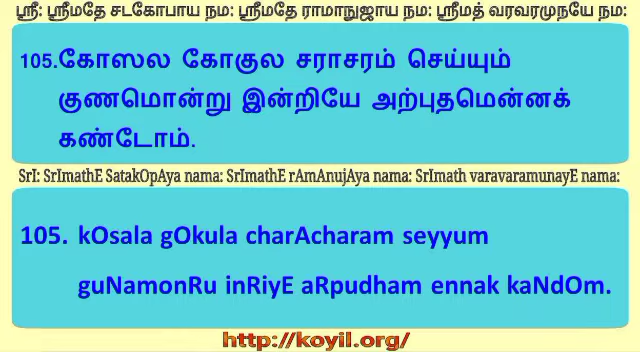 ஸ்ரீ: ஸ்ரீமதே சடகோபாய நம: ஸ்ரீமதே ராமாநுஜாய நம: ஸ்ரீமத் வரவரமுநயே நம:
105.கோஸல கோகுல சராசரம் செய்யும்
குணமொன்று இன்றியே அற்புதமென்னக்
கண்டோம்.
SrI: SrImathE SatakOpAya nama: SrImathE rAmAnujAya nama: SrImath varavaramunayE nama:
105. kOsala gOkula charAcharam seyyum
guNamonRu inRiyE aRpudham ennak kaNdOm.
http://koyil.org/